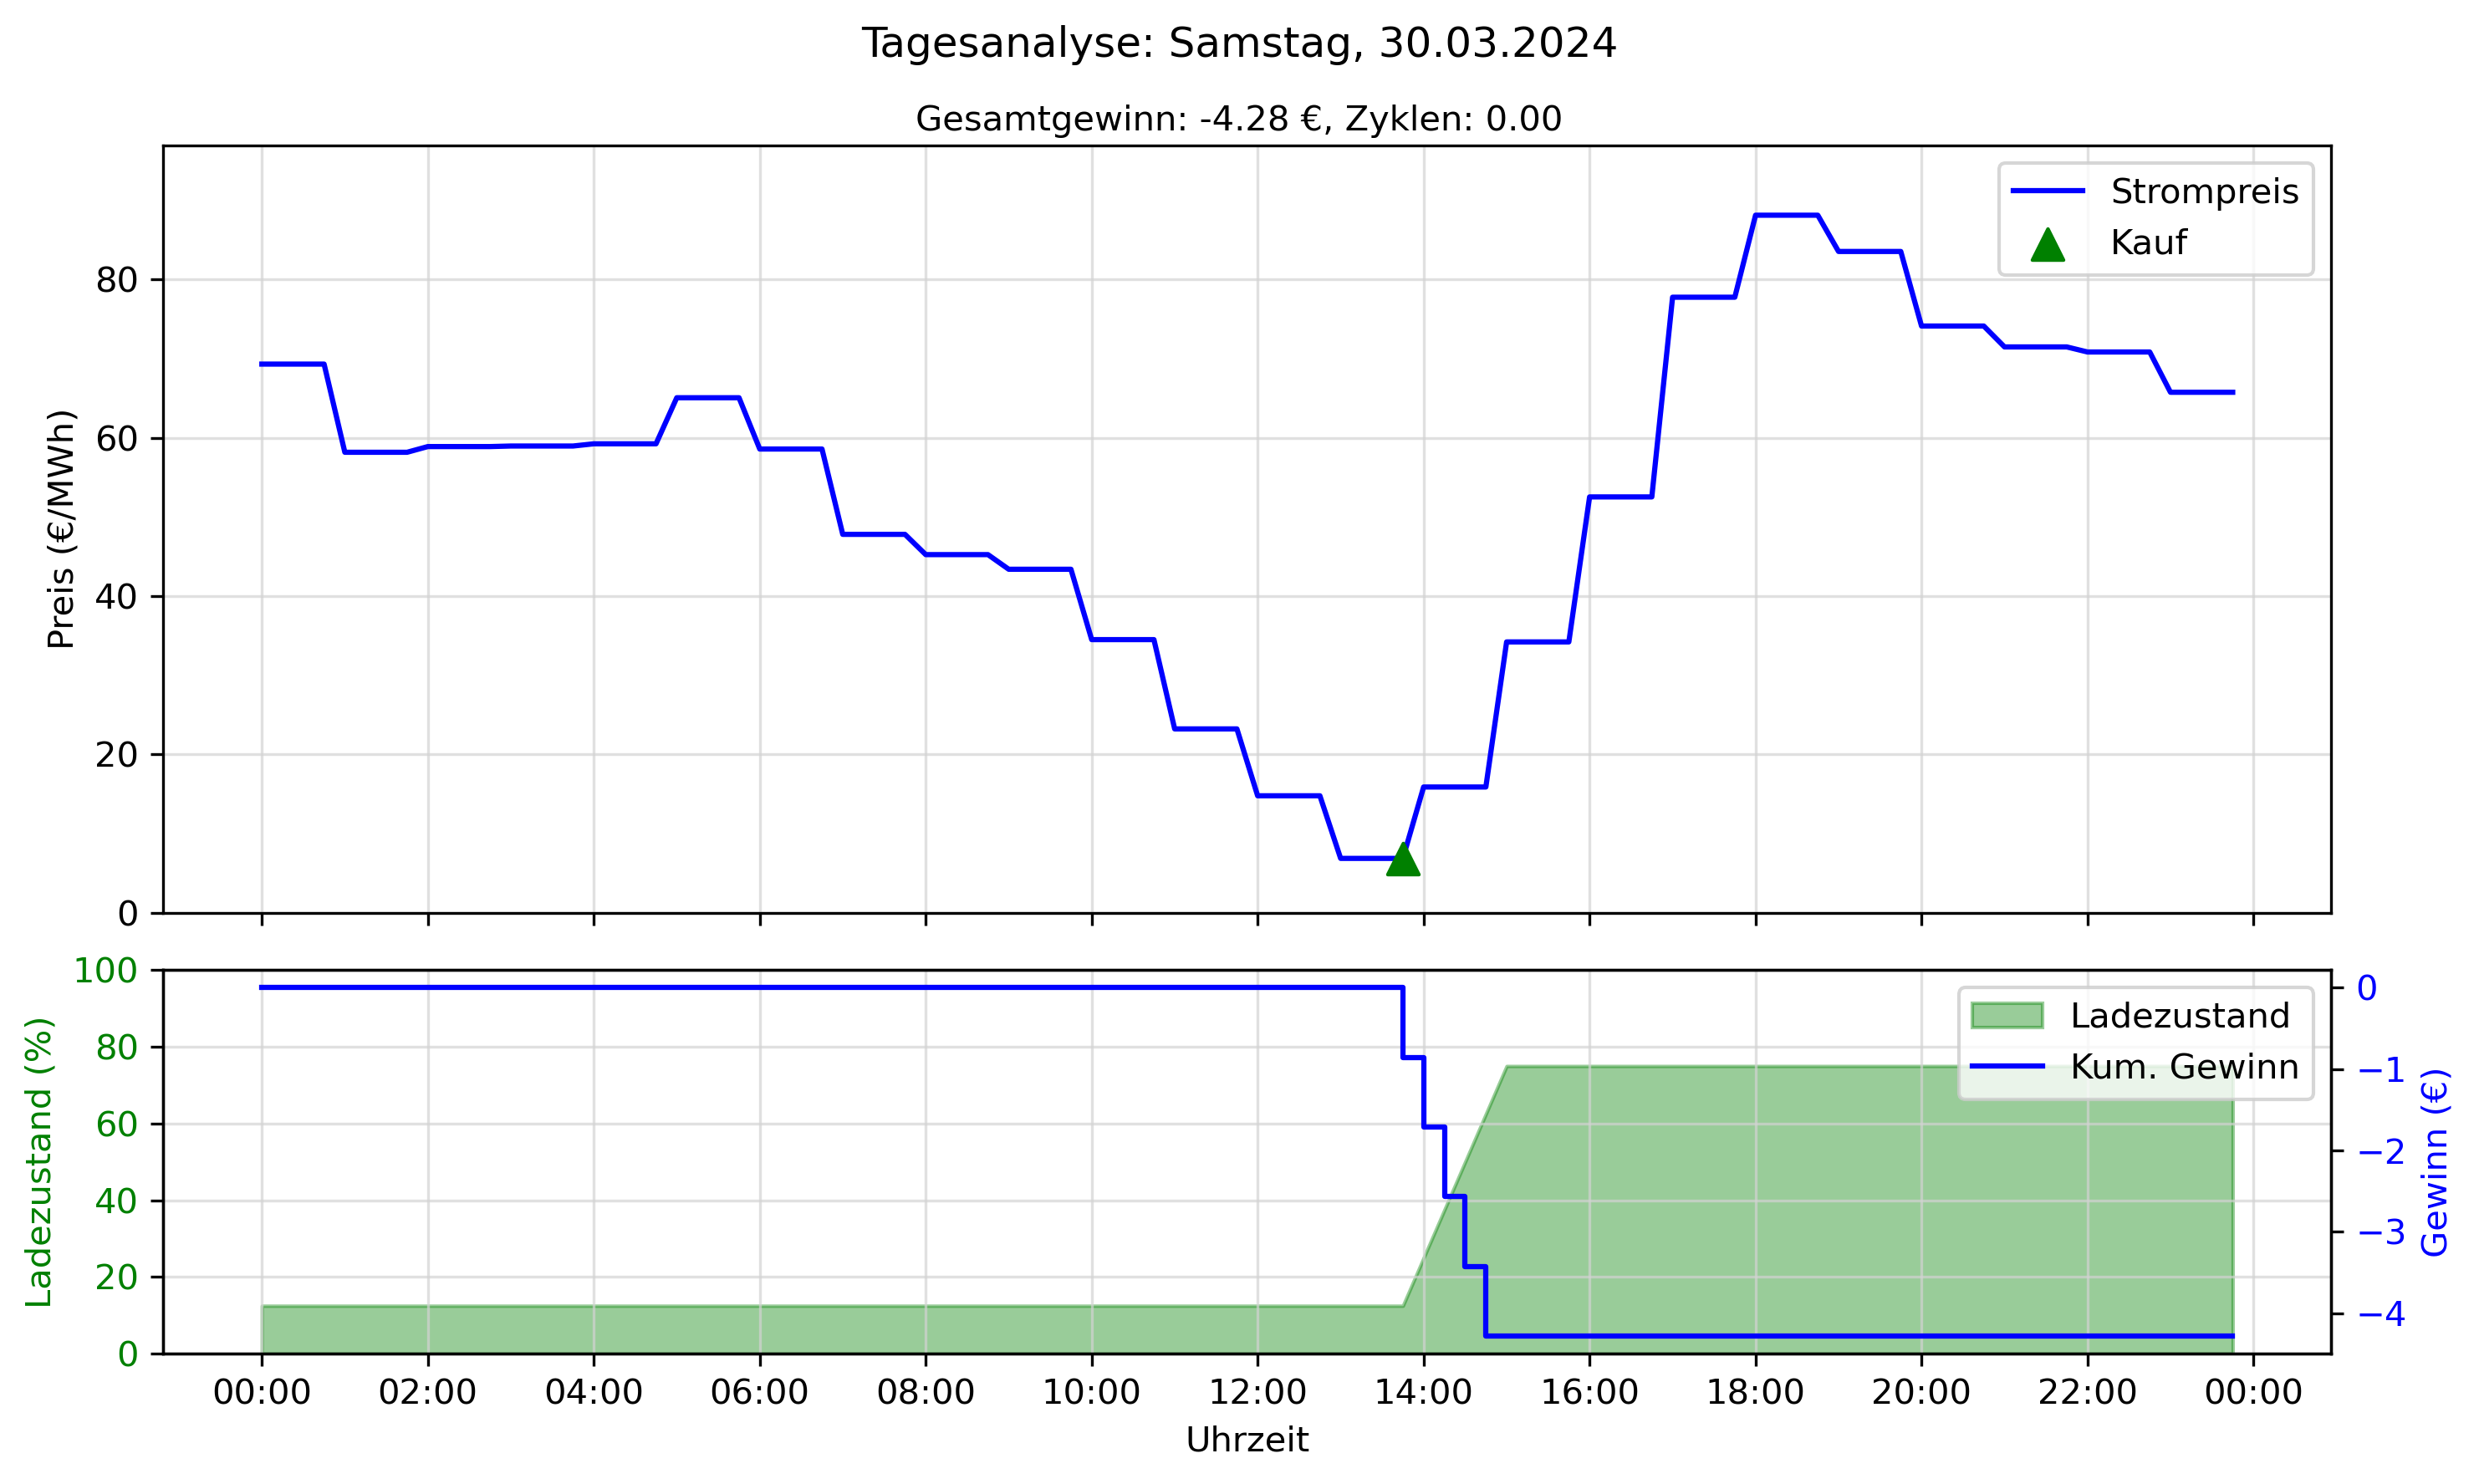 Tagesanalyse: Samstag, 30.03.2024
Gesamtgewinn: -4.28 €, Zyklen: 0.00
Preis (€/MWh)
80
60
40
20
0
Strompreis
Kauf
Ladezustand (%)
100
80
60
40
20
0
Ladezustand
Kum. Gewinn
0
−1
−2
−3
−4
Gewinn (€)
00:00 02:00 04:00 06:00 08:00 10:00 12:00 14:00 16:00 18:00 20:00 22:00 00:00
Uhrzeit